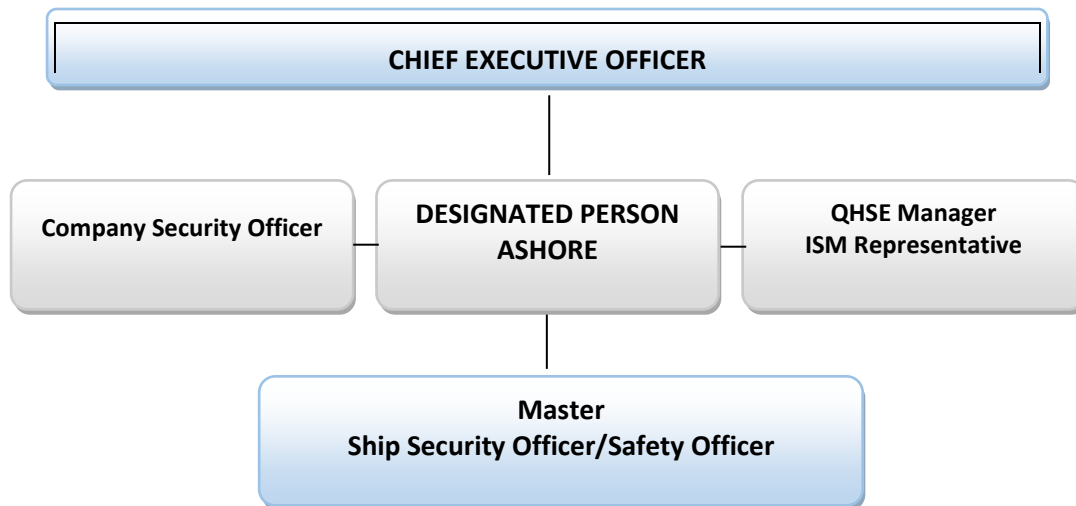 CHIEF EXECUTIVE OFFICER
Company Security Officer
DESIGNATED PERSON
ASHORE
QHSE Manager
ISM Representative
Master
Ship Security Officer/Safety Officer